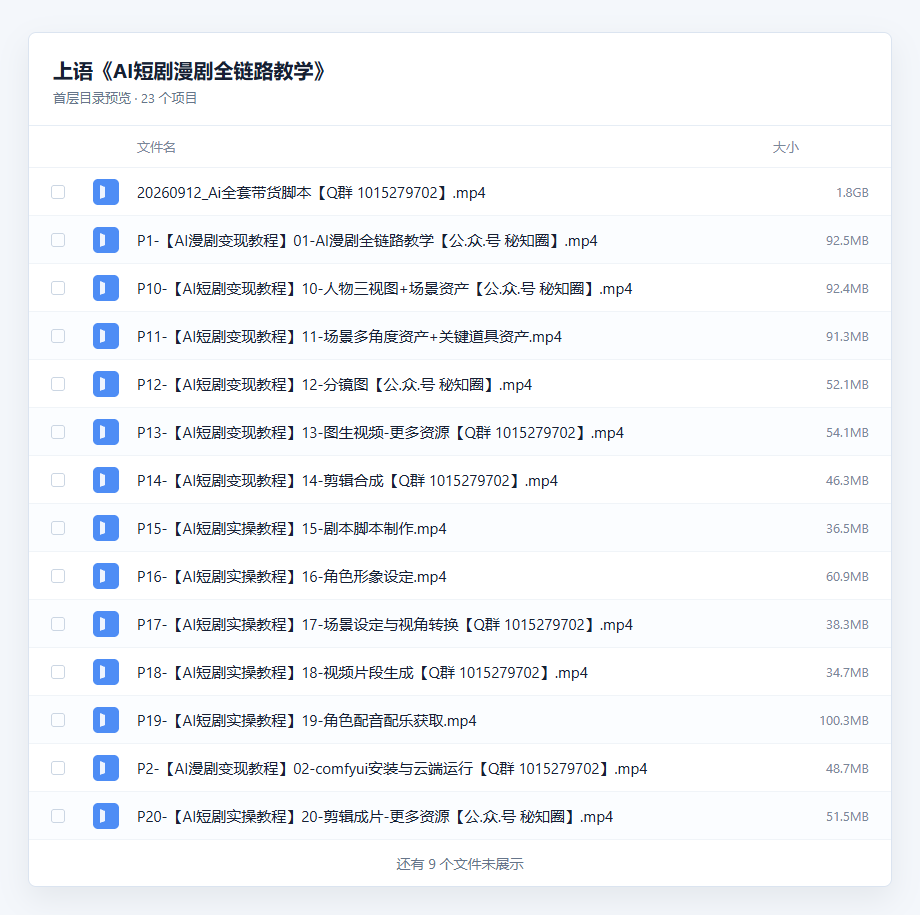 上语《AI短剧漫剧全链路教学》
首层目录预览 · 23 个项目
文件名 大小
20260912_Ai全套带货脚本【Q群 1015279702】.mp4 1.8GB
P1-【AI漫剧变现教程】01-AI漫剧全链路教学【公.众.号 秘知圈】.mp4 92.5MB
P10-【AI短剧变现教程】10-人物三视图+场景资产【公.众.号 秘知圈】.mp4 92.4MB
P11-【AI短剧变现教程】11-场景多角度资产+关键道具资产.mp4 91.3MB
P12-【AI短剧变现教程】12-分镜图【公.众.号 秘知圈】.mp4 52.1MB
P13-【AI短剧变现教程】13-图生视频-更多资源【Q群 1015279702】.mp4 54.1MB
P14-【AI短剧变现教程】14-剪辑合成【Q群 1015279702】.mp4 46.3MB
P15-【AI短剧实操教程】15-剧本脚本制作.mp4 36.5MB
P16-【AI短剧实操教程】16-角色形象设定.mp4 60.9MB
P17-【AI短剧实操教程】17-场景设定与视角转换【Q群 1015279702】.mp4 38.3MB
P18-【AI短剧实操教程】18-视频片段生成【Q群 1015279702】.mp4 34.7MB
P19-【AI短剧实操教程】19-角色配音配乐获取.mp4 100.3MB
P2-【AI漫剧变现教程】02-comfyui安装与云端运行【Q群 1015279702】.mp4 48.7MB
P20-【AI短剧实操教程】20-剪辑成片-更多资源【公.众.号 秘知圈】.mp4 51.5MB
还有 9 个文件未展示